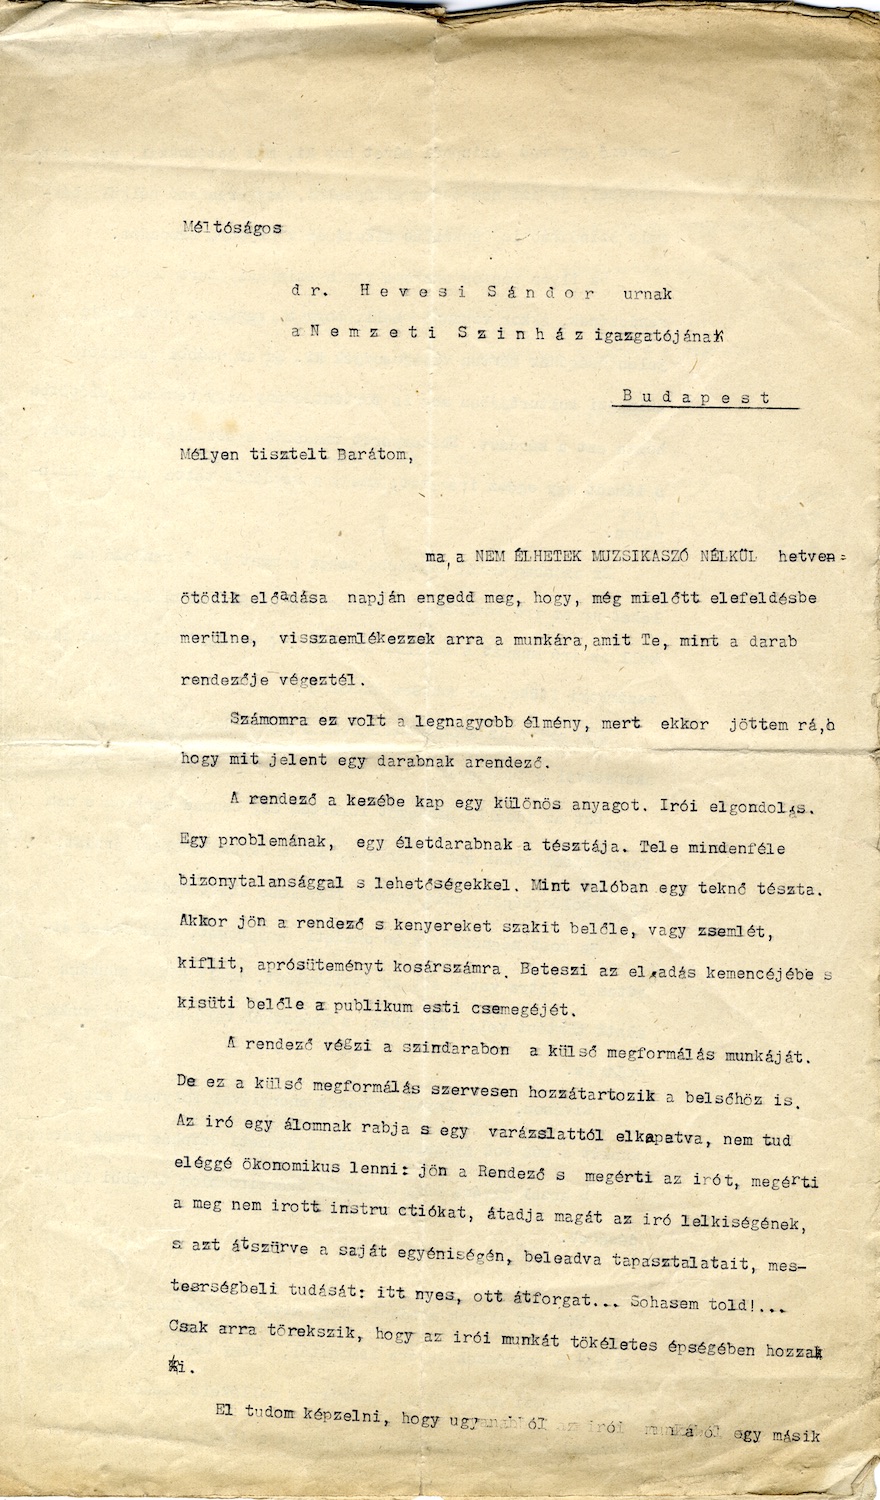 Méltóságos
dr. Hevesi Sándor urnak
a Nemzeti Szinház igazgatójának
Budapest
Mélyen tisztelt Barátom,
ma, a NEM ÉLHETEK MUZSIKASZÓ NÉLKÜL hetven=
ötödik előadása napján engedd meg, hogy, még mielőtt elefeldésbe
merülne, visszaemlékezzek arra a munkára, amit Te, mint a darab
rendezője végeztél.
Számomra ez volt a legnagyobb élmény, mert ekkor jöttem rá,h
hogy mit jelent egy darabnak arendező.
A rendező a kezébe kap egy különös anyagot. Irói elgondolás.
Egy problemának, egy életdarabnak a tésztája. Tele mindenféle
bizonytalansággal s lehetőségekkel. Mint valóban egy teknő tészta.
Akkor jön a rendező s kenyereket szakit belőle, vagy zsemlét,
kiflit, aprósüteményt kosárszámra. Beteszi az előadás kemencéjébe s
kisüti belőle a publikum esti csemegéjét.
A rendező végzi a szindarabon a külső megformálás munkáját.
De ez a külső megformálás szervesen hozzátartozik a belsőhöz is.
Az iró egy álomnak rabja s egy varázslattól elkapatva, nem tud
eléggé ökonomikus lenni: jön a Rendező s megérti az irót, megérti
a meg nem irott instru ctiókat, átadja magát az iró lelkiségének,
s azt átszürve a saját egyéniségén, beleadva tapasztalatait, mes-
tesrségbeli tudását: itt nyes, ott átforgat... Sohasem told!...
Csak arra törekszik, hogy az irói munkát tökéletes épségében hozza
ki.
El tudom képzelni, hogy ugyanabból az irói munkából egy másik